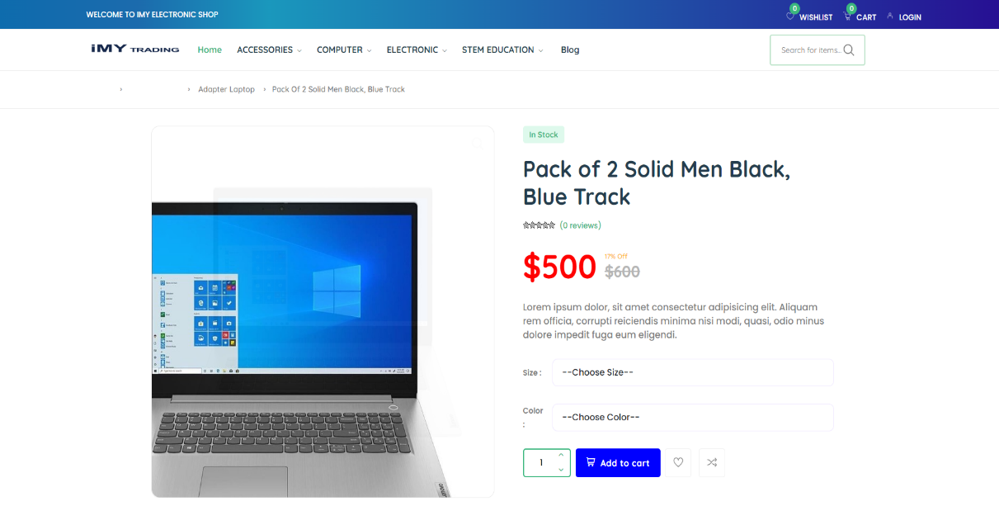 WELCOME TO IMY ELECTRONIC SHOP
0 WISHLIST 0 CART LOGIN
iMY TRADING Home ACCESSORIES COMPUTER ELECTRONIC STEM EDUCATION Blog Search for items...
Adapter Laptop › Pack Of 2 Solid Men Black, Blue Track
In Stock
Pack of 2 Solid Men Black,
Blue Track
(0 reviews)
17% Off
$500 $600
Lorem ipsum dolor, sit amet consectetur adipisicing elit. Aliquam
rem officia, corrupti reiciendis minima nisi modi, quasi, odio minus
dolore impedit fuga eum eligendi.
Size : --Choose Size--
Color
: --Choose Color--
1 Add to cart